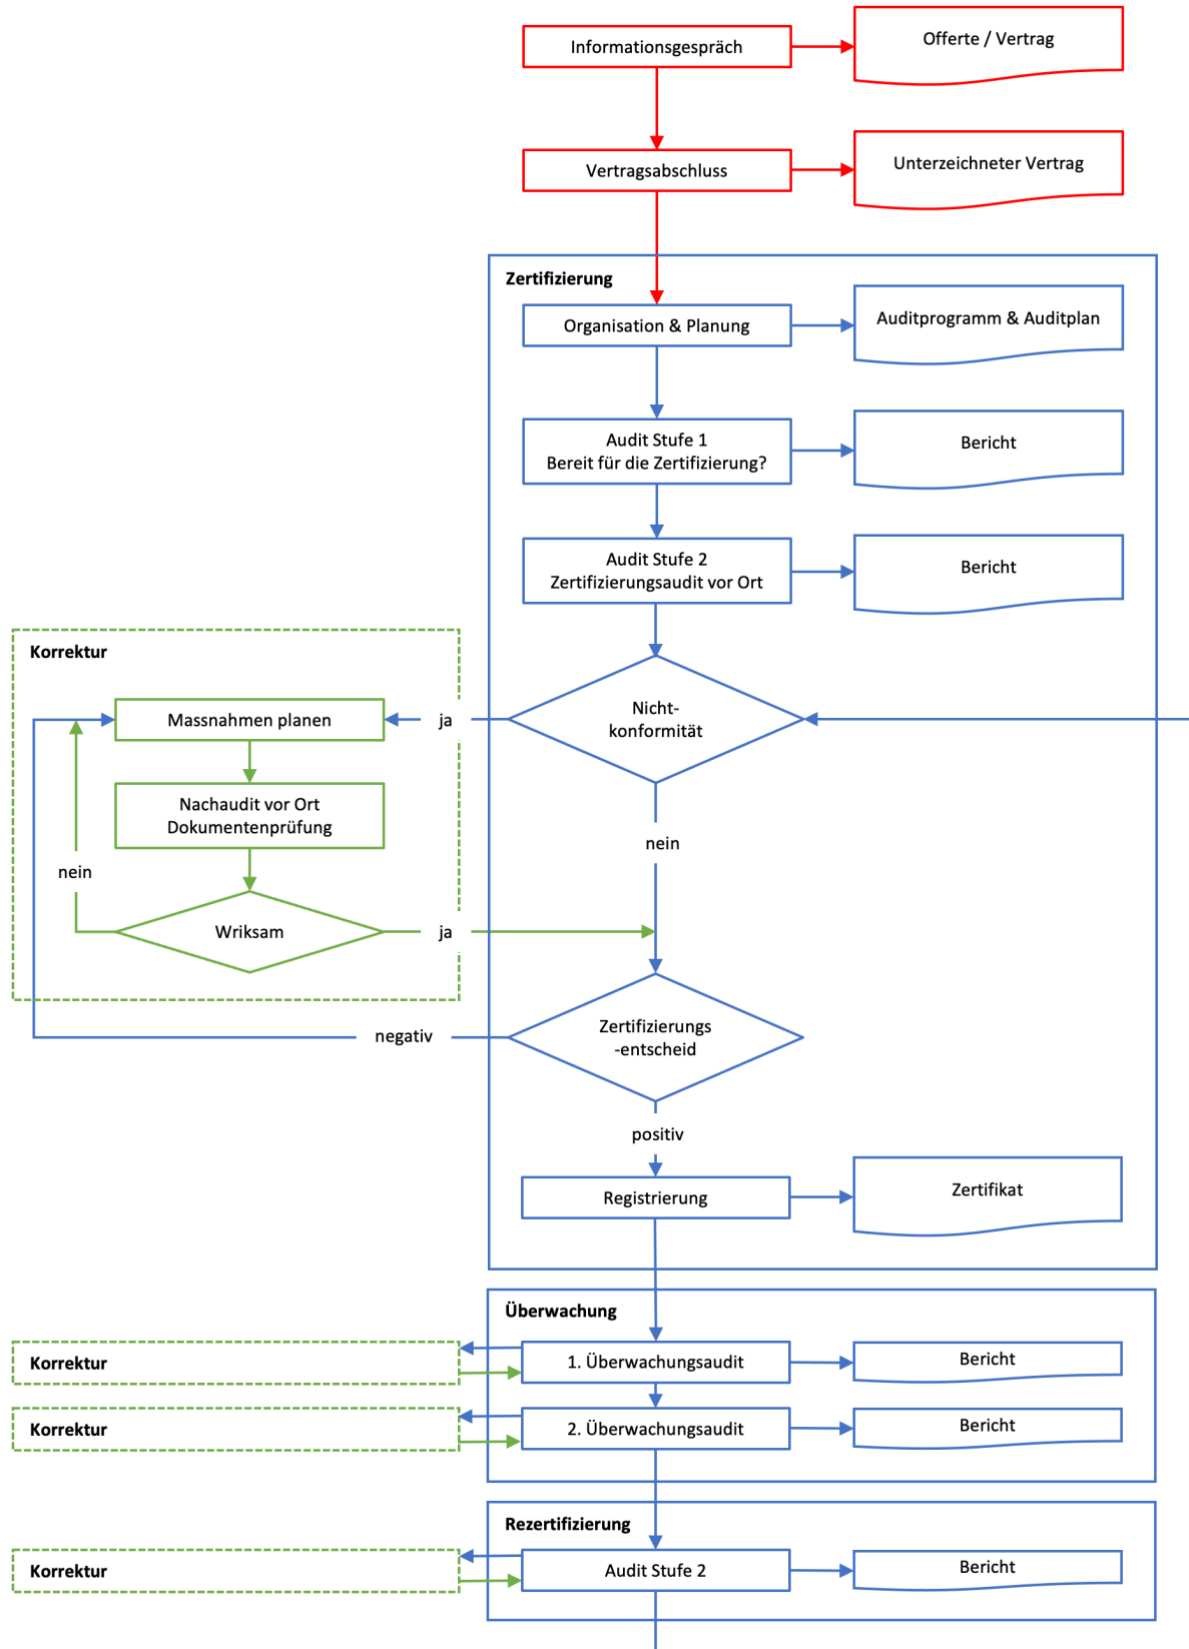 Informationsgespräch
Offerte / Vertrag
Vertragsabschluss
Unterzeichneter Vertrag
Zertifizierung
Organisation & Planung
Auditprogramm & Auditplan
Audit Stufe 1
Bereit für die Zertifizierung?
Bericht
Audit Stufe 2
Zertifizierungsaudit vor Ort
Bericht
Korrektur
Massnahmen planen
ja
Nicht-
konformität
Nachaudit vor Ort
Dokumentenprüfung
nein
nein
Wriksam
ja
Zertifizierungs
-entscheid
negativ
positiv
Registrierung
Zertifikat
Überwachung
Korrektur
1. Überwachungsaudit
Bericht
Korrektur
2. Überwachungsaudit
Bericht
Rezertifizierung
Korrektur
Audit Stufe 2
Bericht